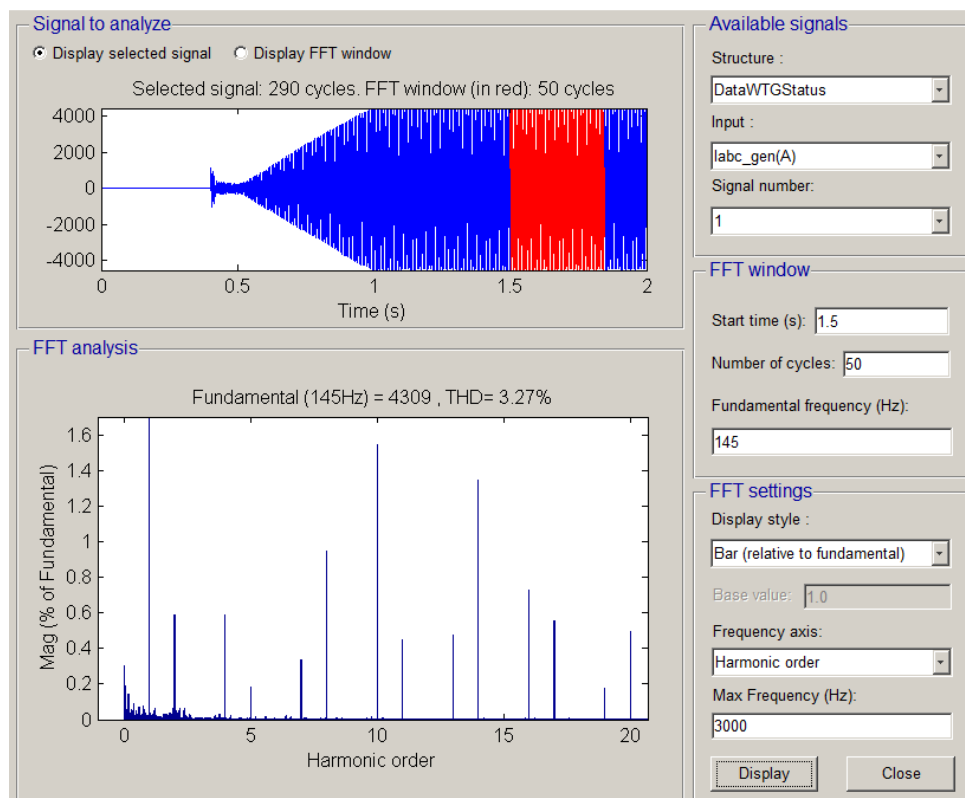 Signal to analyze
Display selected signal Display FFT window
Selected signal: 290 cycles. FFT window (in red): 50 cycles
4000
2000
0
-2000
-4000
0 0.5 1 1.5 2
Time (s)
FFT analysis
Fundamental (145Hz) = 4309 , THD= 3.27%
1.6
1.4
1.2
1
0.8
0.6
0.4
0.2
0
Mag (% of Fundamental)
0 5 10 15 20
Harmonic order
Available signals
Structure :
DataWTGStatus
Input :
Iabc_gen(A)
Signal number:
1
FFT window
Start time (s): 1.5
Number of cycles: 50
Fundamental frequency (Hz):
145
FFT settings
Display style :
Bar (relative to fundamental)
Base value: 1.0
Frequency axis:
Harmonic order
Max Frequency (Hz):
3000
Display Close